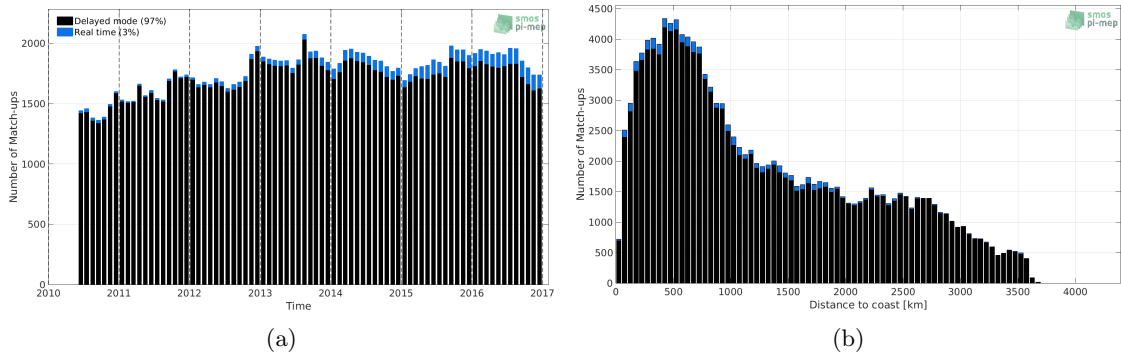 Delayed mode (97%)
Real time (3%)
smos
pi-mep
Number of Match-ups
2000
1500
1000
500
0
2010 2011 2012 2013 2014 2015 2016 2017
Time
(a)
smos
pi-mep
Number of Match-ups
4500
4000
3500
3000
2500
2000
1500
1000
500
0
0 500 1000 1500 2000 2500 3000 3500 4000
Distance to coast [km]
(b)